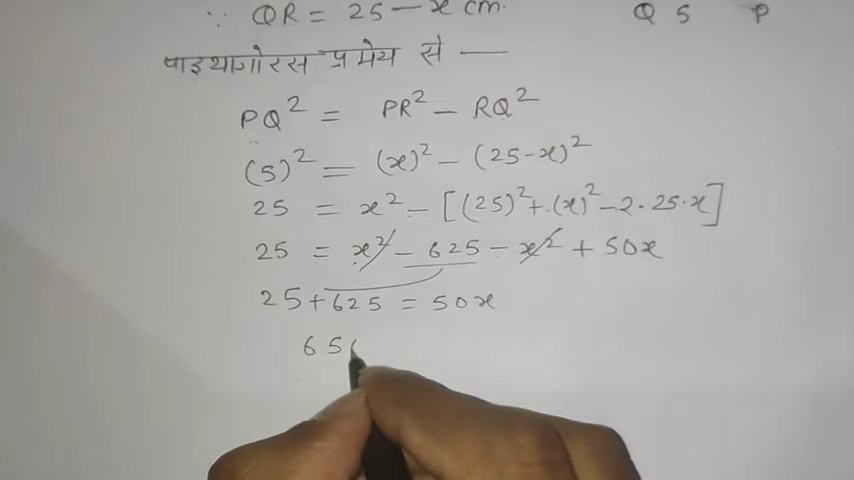 ∵ QR = 25 - x cm.
Q 5 P
पाइथागोरस प्रमेय से —
PQ² = PR² - RQ²
(5)² = (x)² - (25-x)²
25 = x² - [(25)² + (x)² - 2·25·x]
25 = x² - 625 - x² + 50x
25 + 625 = 50x
65